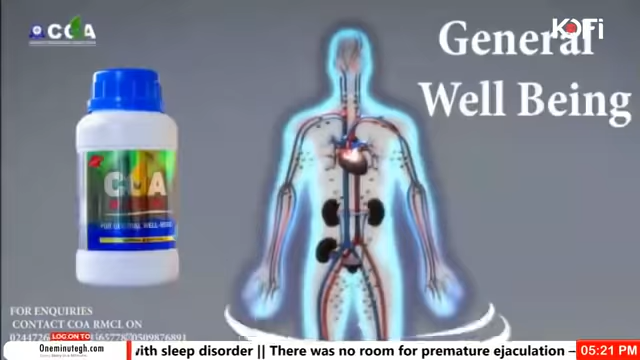 COA
KOFi
General
Well Being
COA
FOR GENERAL WELL-BEING
FOR ENQUIRIES
CONTACT COA RMCL ON
LOG ON TO
Oneminutegh.com
with sleep disorder || There was no room for premature ejaculation –
05:21 PM